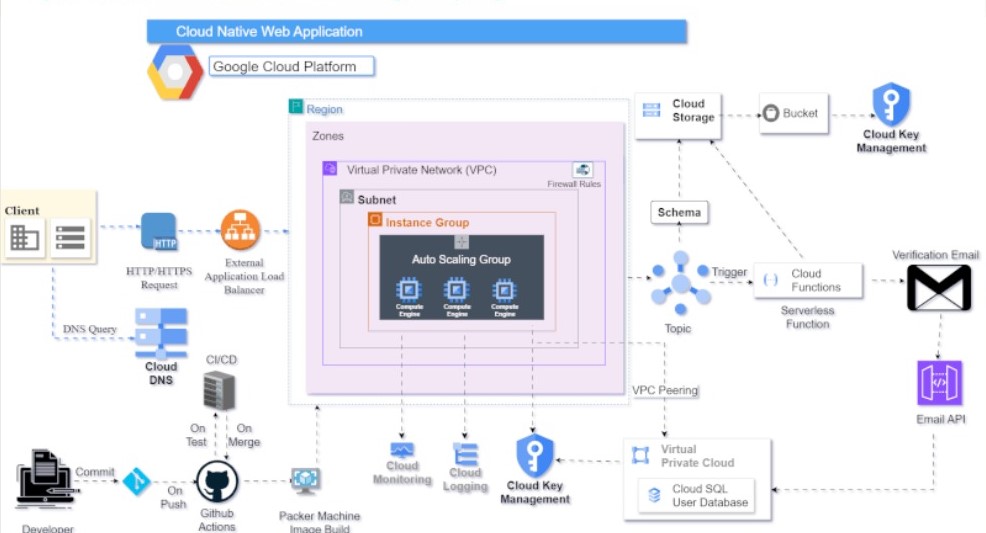 Cloud Native Web Application
Google Cloud Platform
Region
Zones
Virtual Private Network (VPC)
Firewall Rules
Subnet
Instance Group
Auto Scaling Group
Compute
Engine
Compute
Engine
Compute
Engine
Client
HTTP
HTTP/HTTPS
Request
External
Application Load
Balancer
DNS Query
Cloud
DNS
Cloud
Storage
Bucket
Cloud Key
Management
Schema
Topic
Trigger
Cloud
Functions
Serverless
Function
Verification Email
Email API
VPC Peering
Virtual
Private Cloud
Cloud SQL
User Database
Cloud
Monitoring
Cloud
Logging
Cloud Key
Management
CI/CD
On
Test
On
Merge
Commit
On
Push
Developer
Github
Actions
Packer Machine
Image Build